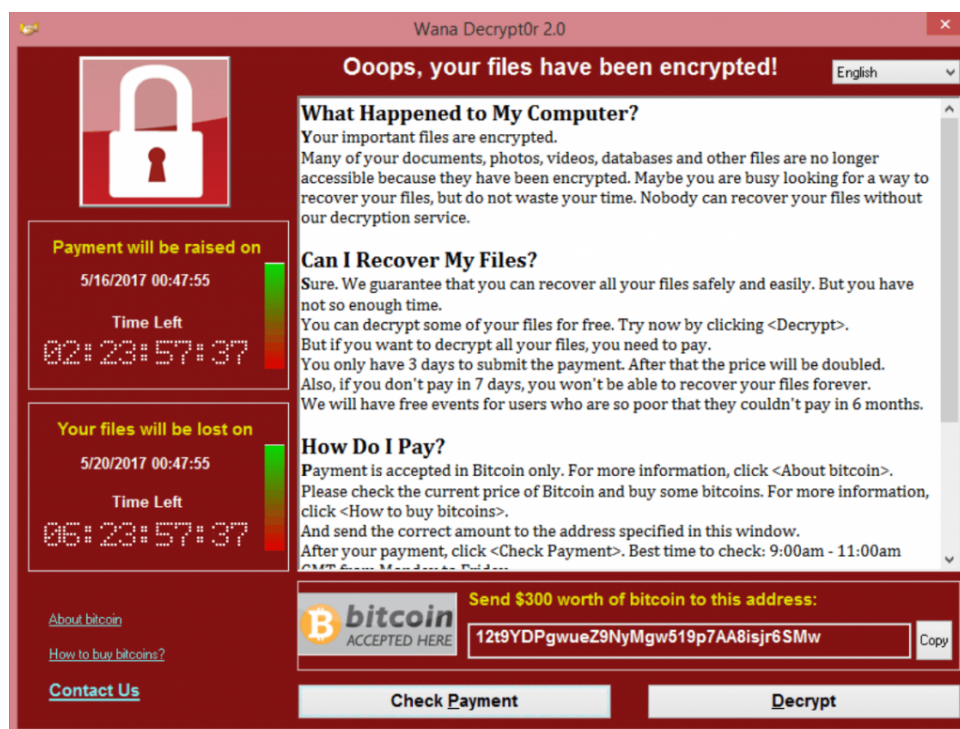 Wana Decrypt0r 2.0
Ooops, your files have been encrypted!
English
What Happened to My Computer?
Your important files are encrypted.
Many of your documents, photos, videos, databases and other files are no longer
accessible because they have been encrypted. Maybe you are busy looking for a way to
recover your files, but do not waste your time. Nobody can recover your files without
our decryption service.
Can I Recover My Files?
Sure. We guarantee that you can recover all your files safely and easily. But you have
not so enough time.
You can decrypt some of your files for free. Try now by clicking <Decrypt>.
But if you want to decrypt all your files, you need to pay.
You only have 3 days to submit the payment. After that the price will be doubled.
Also, if you don't pay in 7 days, you won't be able to recover your files forever.
We will have free events for users who are so poor that they couldn't pay in 6 months.
How Do I Pay?
Payment is accepted in Bitcoin only. For more information, click <About bitcoin>.
Please check the current price of Bitcoin and buy some bitcoins. For more information,
click <How to buy bitcoins>.
And send the correct amount to the address specified in this window.
After your payment, click <Check Payment>. Best time to check: 9:00am - 11:00am
GMT from Monday to Friday.
Payment will be raised on
5/16/2017 00:47:55
Time Left
02:23:57:37
Your files will be lost on
5/20/2017 00:47:55
Time Left
06:23:57:37
About bitcoin
How to buy bitcoins?
Contact Us
bitcoin
ACCEPTED HERE
Send $300 worth of bitcoin to this address:
12t9YDPgwueZ9NyMgw519p7AA8isjr6SMw
Copy
Check Payment
Decrypt